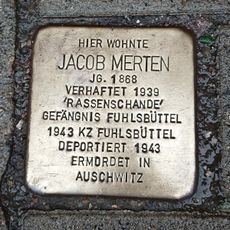 HIER WOHNTE
JACOB MERTEN
JG. 1868
VERHAFTET 1939
'RASSENSCHANDE'
GEFÄNGNIS FUHLSBÜTTEL
1943 KZ FUHLSBÜTTEL
DEPORTIERT 1943
ERMORDET IN
AUSCHWITZ